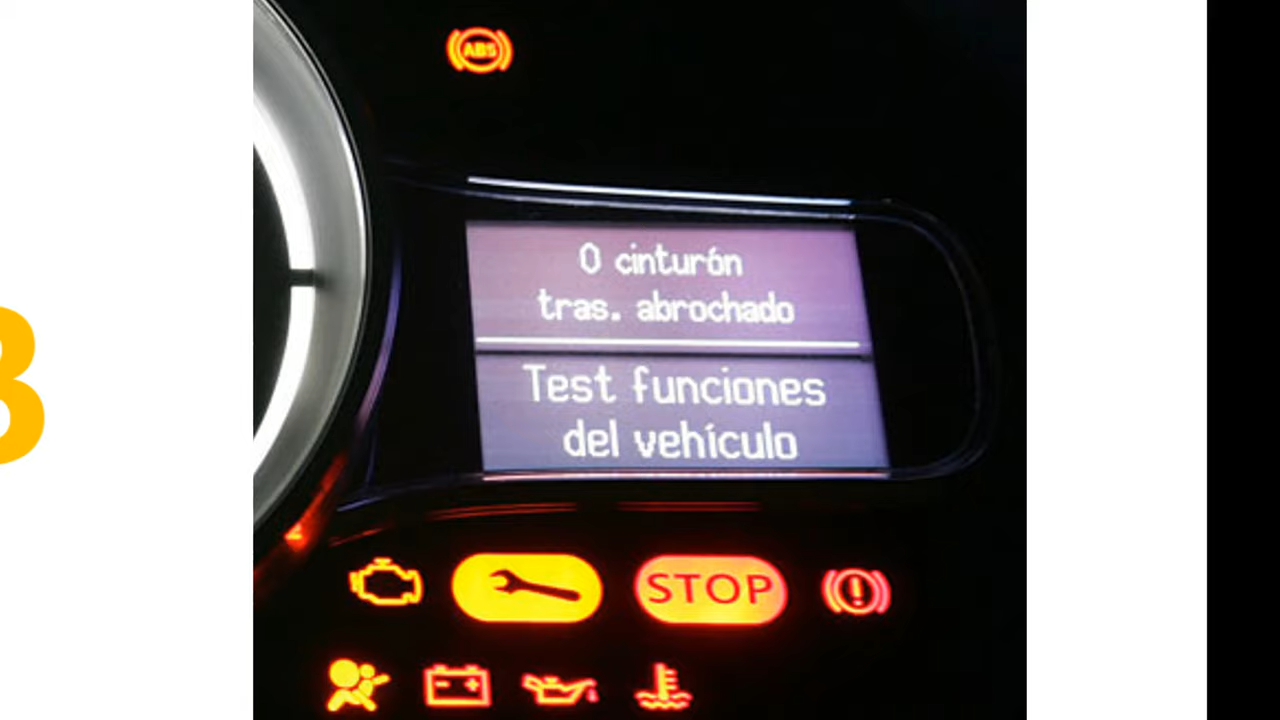 ABS
0 cinturón
tras. abrochado
Test funciones
del vehículo
STOP